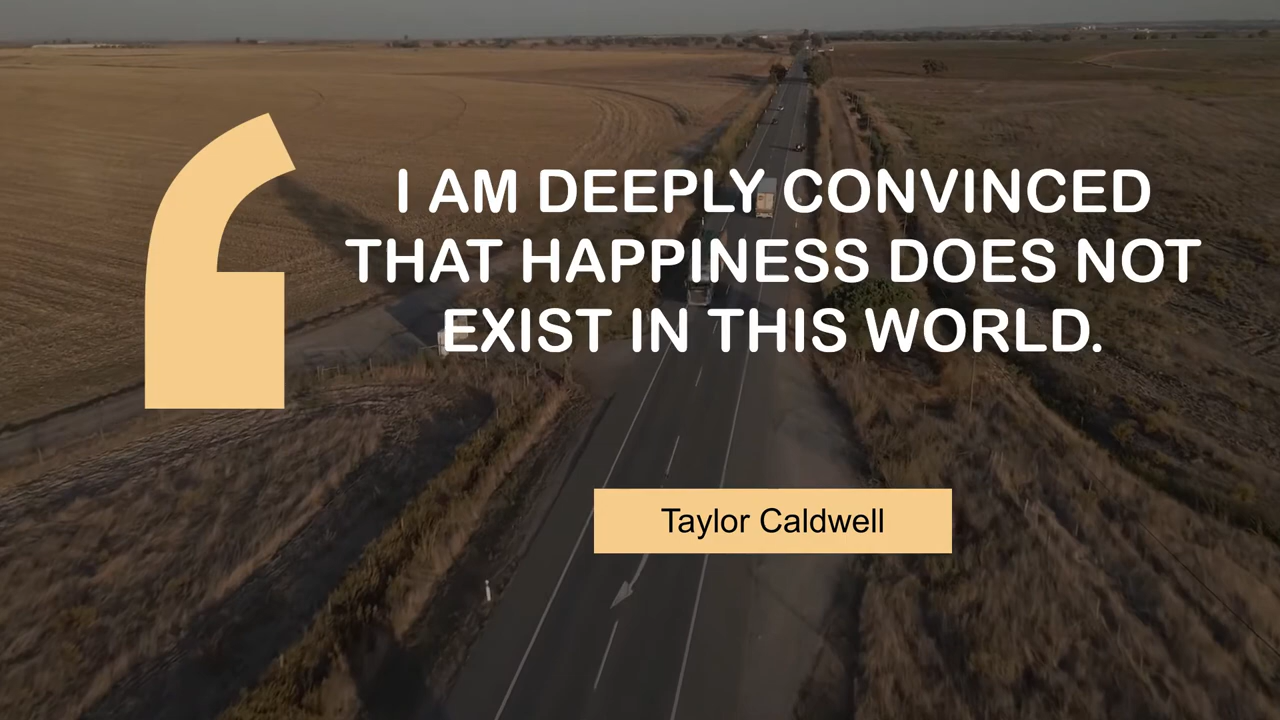 I AM DEEPLY CONVINCED
THAT HAPPINESS DOES NOT
EXIST IN THIS WORLD.
Taylor Caldwell